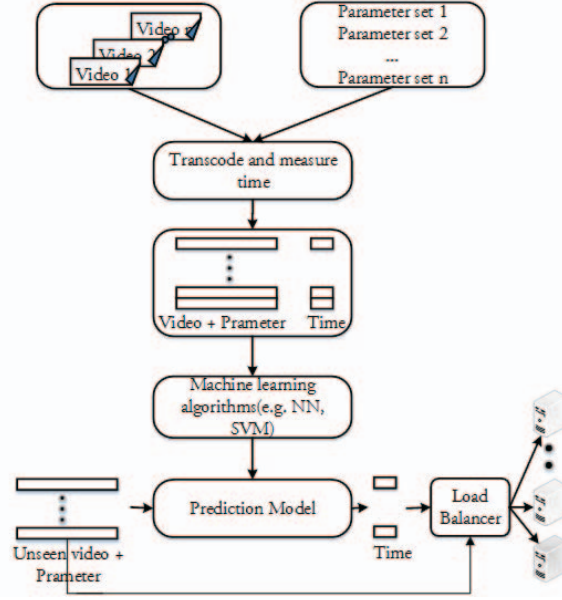 Video n
Video 2
Video 1
Parameter set 1
Parameter set 2
...
Parameter set n
Transcode and measure
time
Video + Prameter
Time
Machine learning
algorithms(e.g. NN,
SVM)
Prediction Model
Load
Balancer
Unseen video +
Prameter
Time